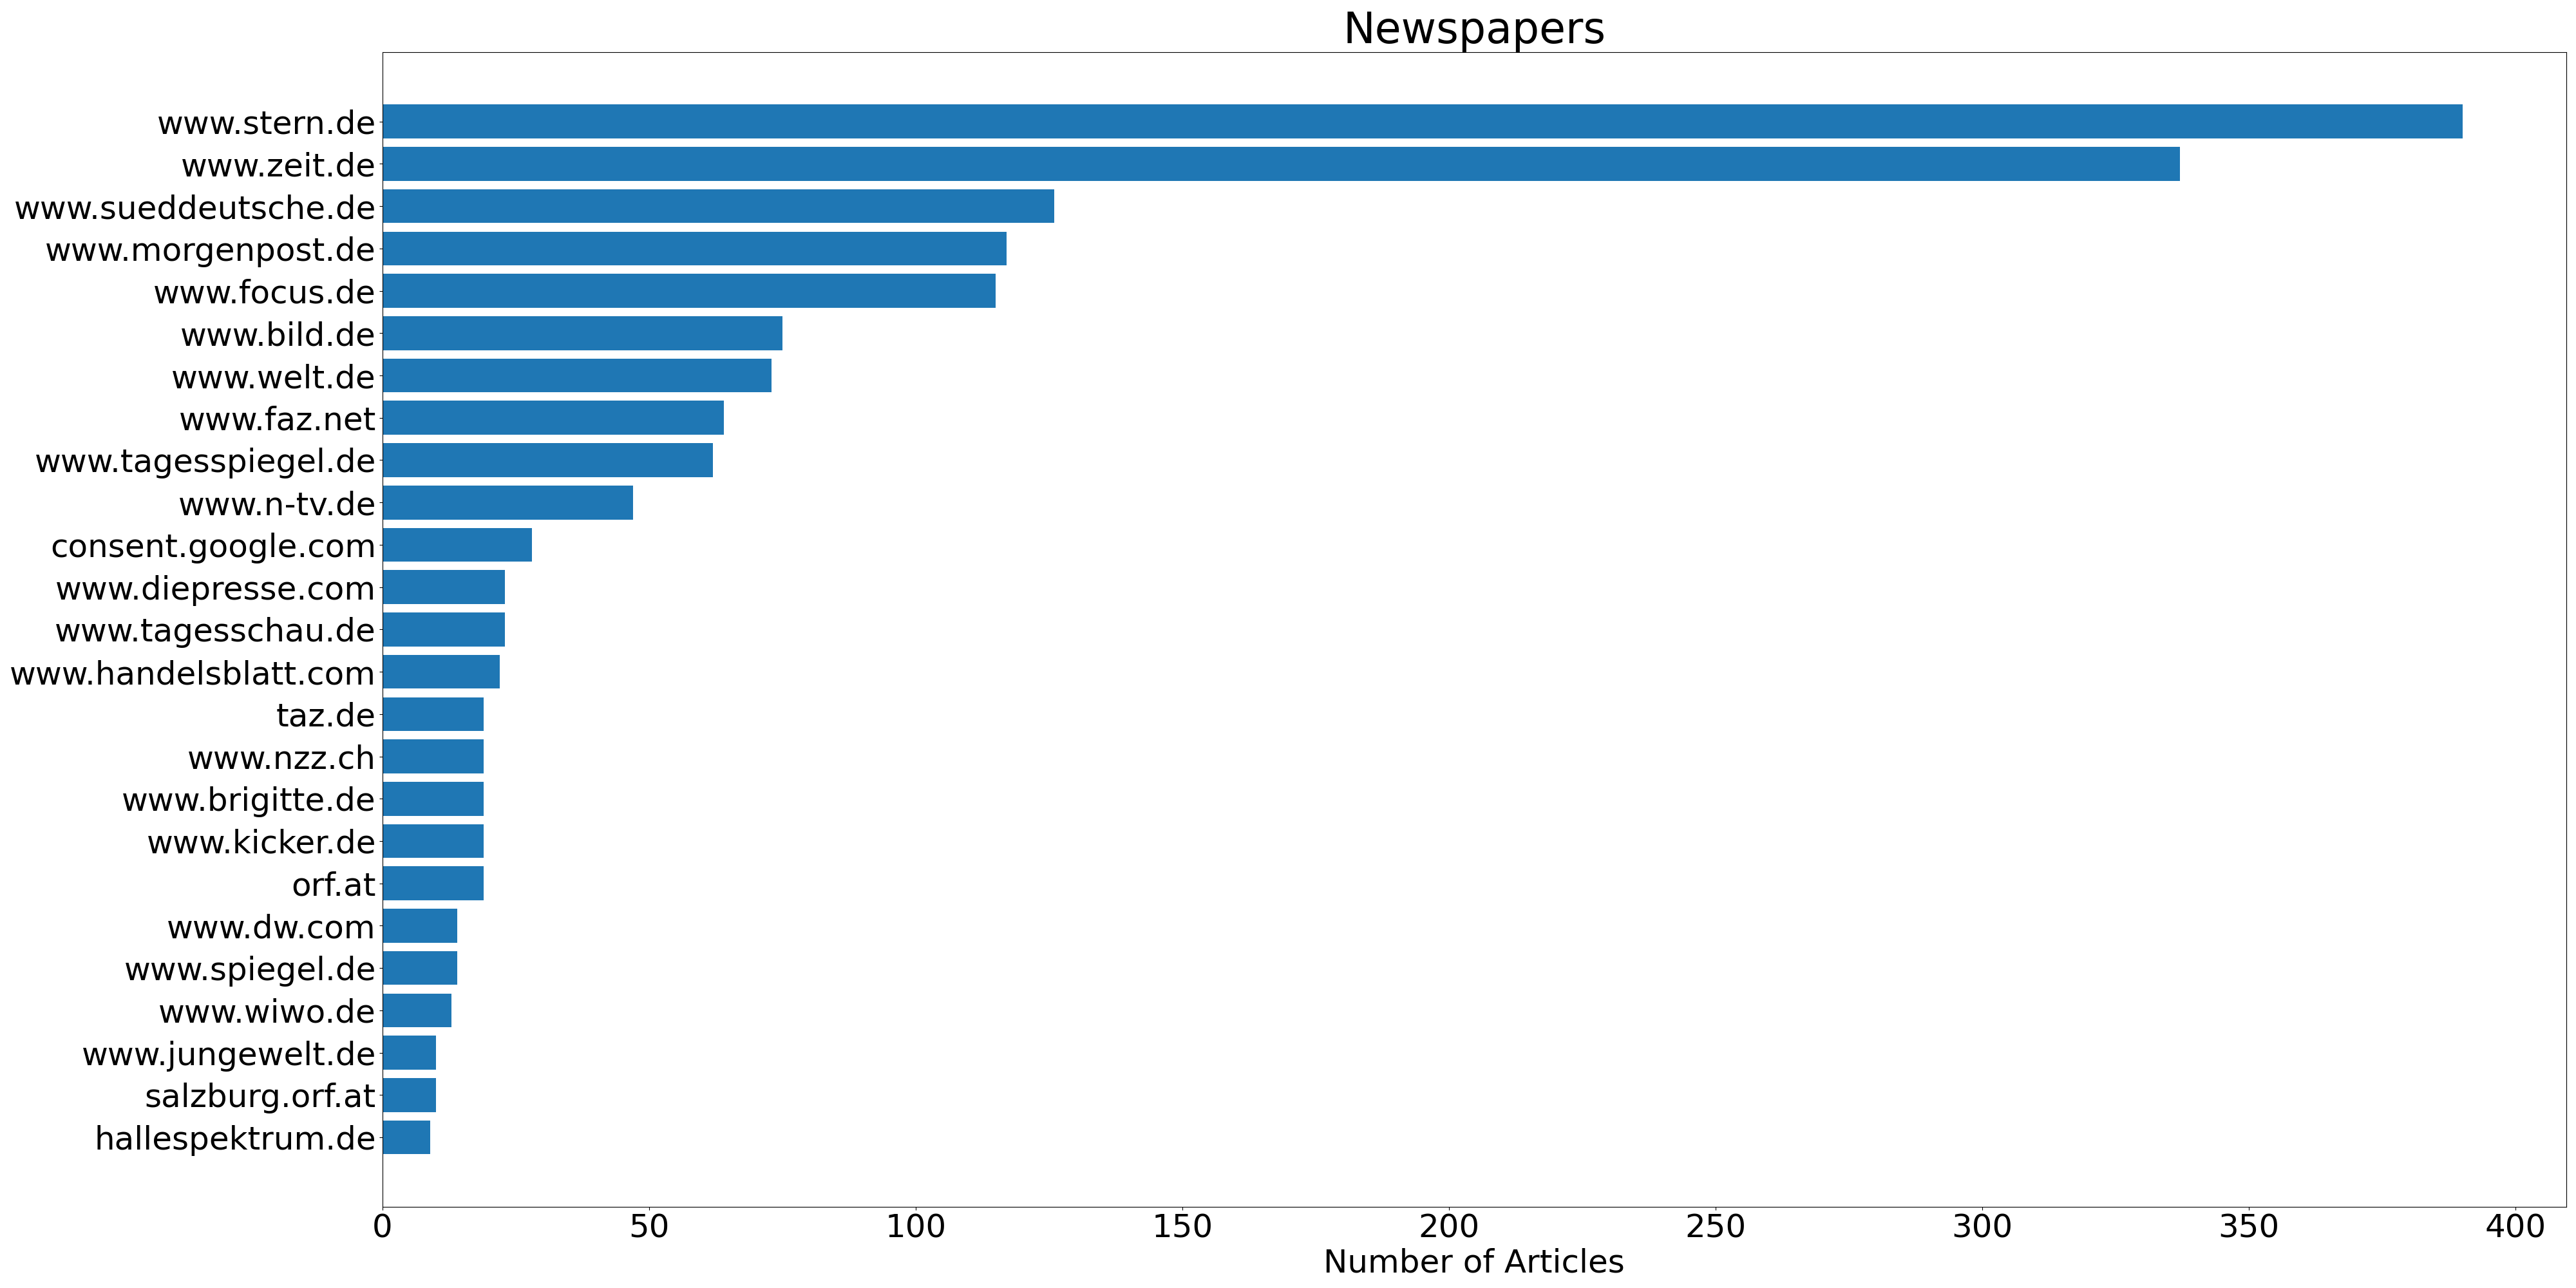 Newspapers
www.stern.de
www.zeit.de
www.sueddeutsche.de
www.morgenpost.de
www.focus.de
www.bild.de
www.welt.de
www.faz.net
www.tagesspiegel.de
www.n-tv.de
consent.google.com
www.diepresse.com
www.tagesschau.de
www.handelsblatt.com
taz.de
www.nzz.ch
www.brigitte.de
www.kicker.de
orf.at
www.dw.com
www.spiegel.de
www.wiwo.de
www.jungewelt.de
salzburg.orf.at
hallespektrum.de
0 50 100 150 200 250 300 350 400
Number of Articles